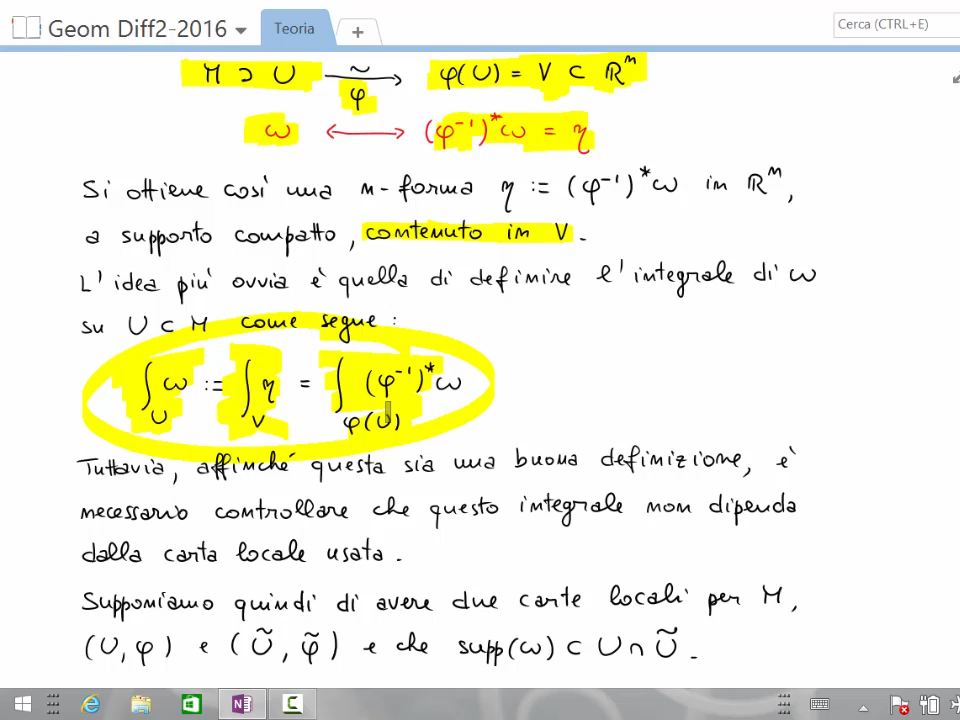 Geom Diff2-2016
Teoria
+
Cerca (CTRL+E)
M ⊃ U —~→ φ(U) = V ⊂ ℝⁿ
φ
ω ↔ (φ⁻¹)*ω = η
Si ottiene così una n-forma η := (φ⁻¹)*ω in ℝⁿ,
a supporto compatto, contenuto in V.
L'idea più ovvia è quella di definire l'integrale di ω
su U ⊂ M come segue:
∫_U ω := ∫_V η = ∫_φ(U) (φ⁻¹)*ω
Tuttavia, affinché questa sia una buona definizione, è
necessario controllare che questo integrale non dipenda
dalla carta locale usata.
Supponiamo quindi di avere due carte locali per M,
(U, φ) e (Ũ, φ̃) e che supp(ω) ⊂ U ∩ Ũ.